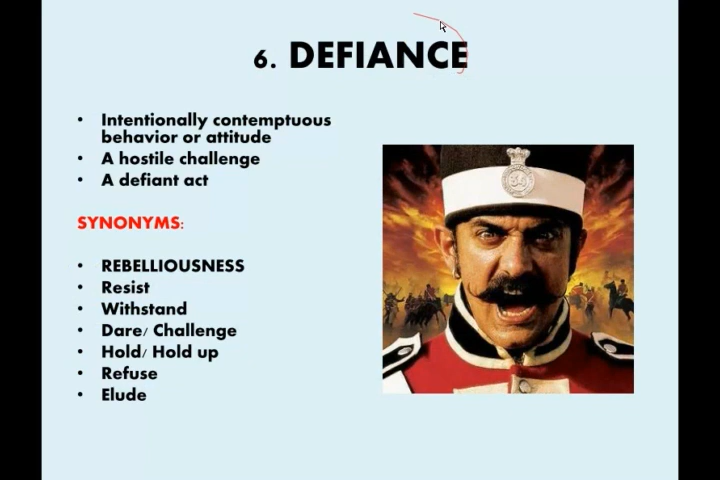 6. DEFIANCE
• Intentionally contemptuous
behavior or attitude
• A hostile challenge
• A defiant act
SYNONYMS:
• REBELLIOUSNESS
• Resist
• Withstand
• Dare/ Challenge
• Hold/ Hold up
• Refuse
• Elude